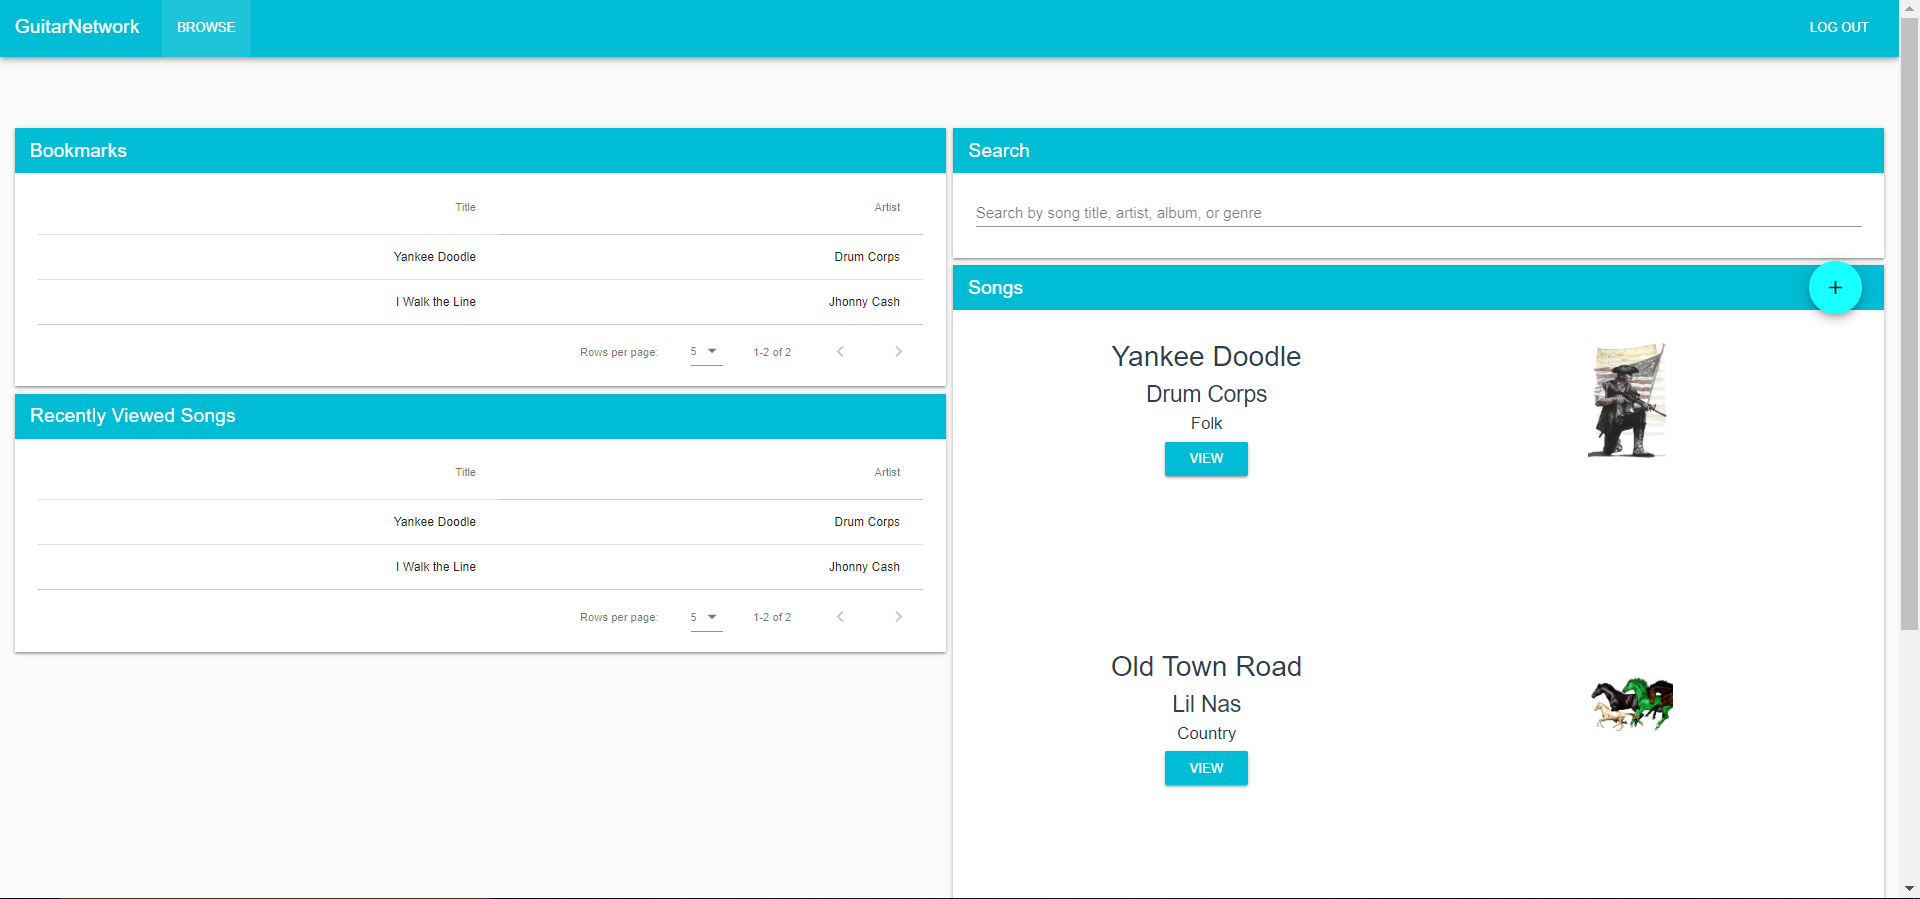 GuitarNetwork BROWSE LOG OUT
Bookmarks
Title Artist
Yankee Doodle Drum Corps
I Walk the Line Jhonny Cash
Rows per page: 5 1-2 of 2
Recently Viewed Songs
Title Artist
Yankee Doodle Drum Corps
I Walk the Line Jhonny Cash
Rows per page: 5 1-2 of 2
Search
Search by song title, artist, album, or genre
Songs +
Yankee Doodle
Drum Corps
Folk
VIEW
Old Town Road
Lil Nas
Country
VIEW